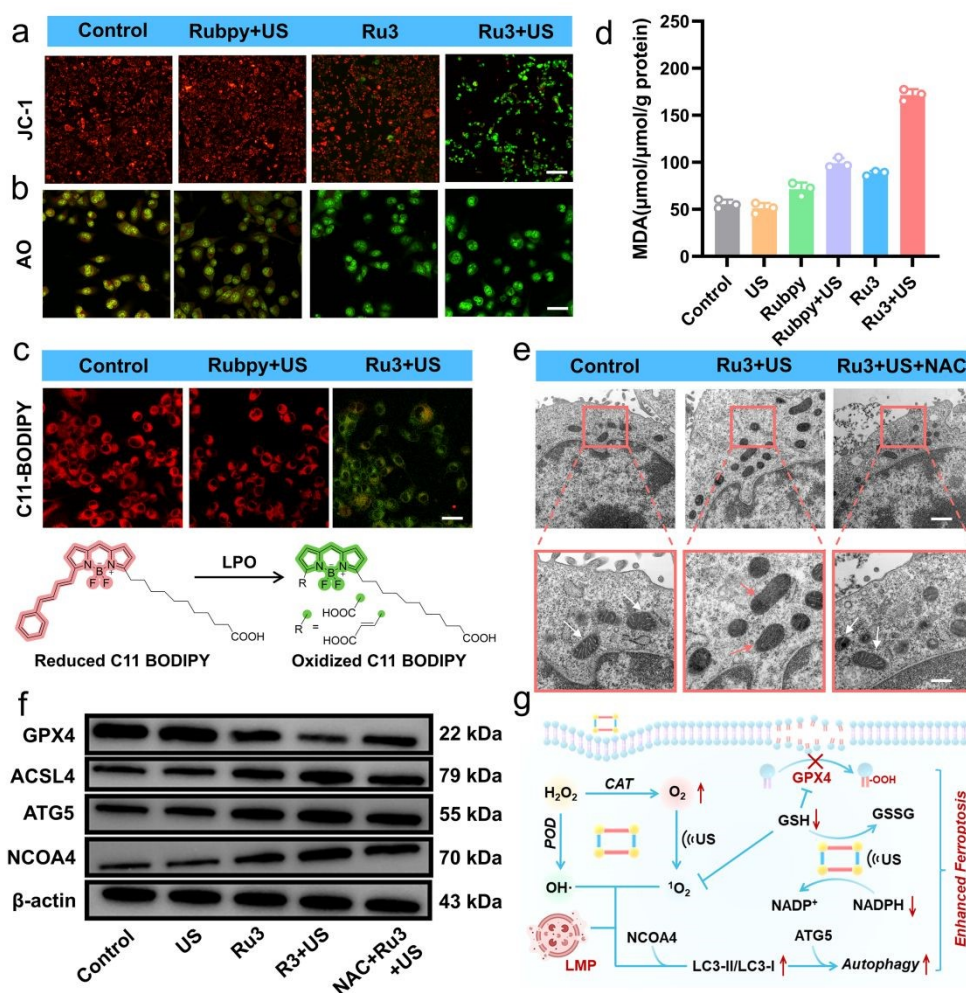 a
Control Rubpy+US Ru3 Ru3+US
JC-1
b
AO
c
Control Rubpy+US Ru3+US
C11-BODIPY
N B N
- +
F F
COOH
LPO
R N B N
- +
F F
HOOC
R = HOOC
COOH
Reduced C11 BODIPY Oxidized C11 BODIPY
d
MDA(μmol/μmol/g protein)
250
200
150
100
50
0
Control US Rubpy Rubpy+US Ru3 Ru3+US
e
Control Ru3+US Ru3+US+NAC
f
GPX4 22 kDa
ACSL4 79 kDa
ATG5 55 kDa
NCOA4 70 kDa
β-actin 43 kDa
Control US Ru3 R3+US NAC+Ru3
+US
g
GPX4 -OOH
H₂O₂ CAT O₂
GSH GSSG
POD US US
OH· ¹O₂
NADP⁺ NADPH
LMP NCOA4 LC3-II/LC3-I ATG5 Autophagy
Enhanced Ferroptosis